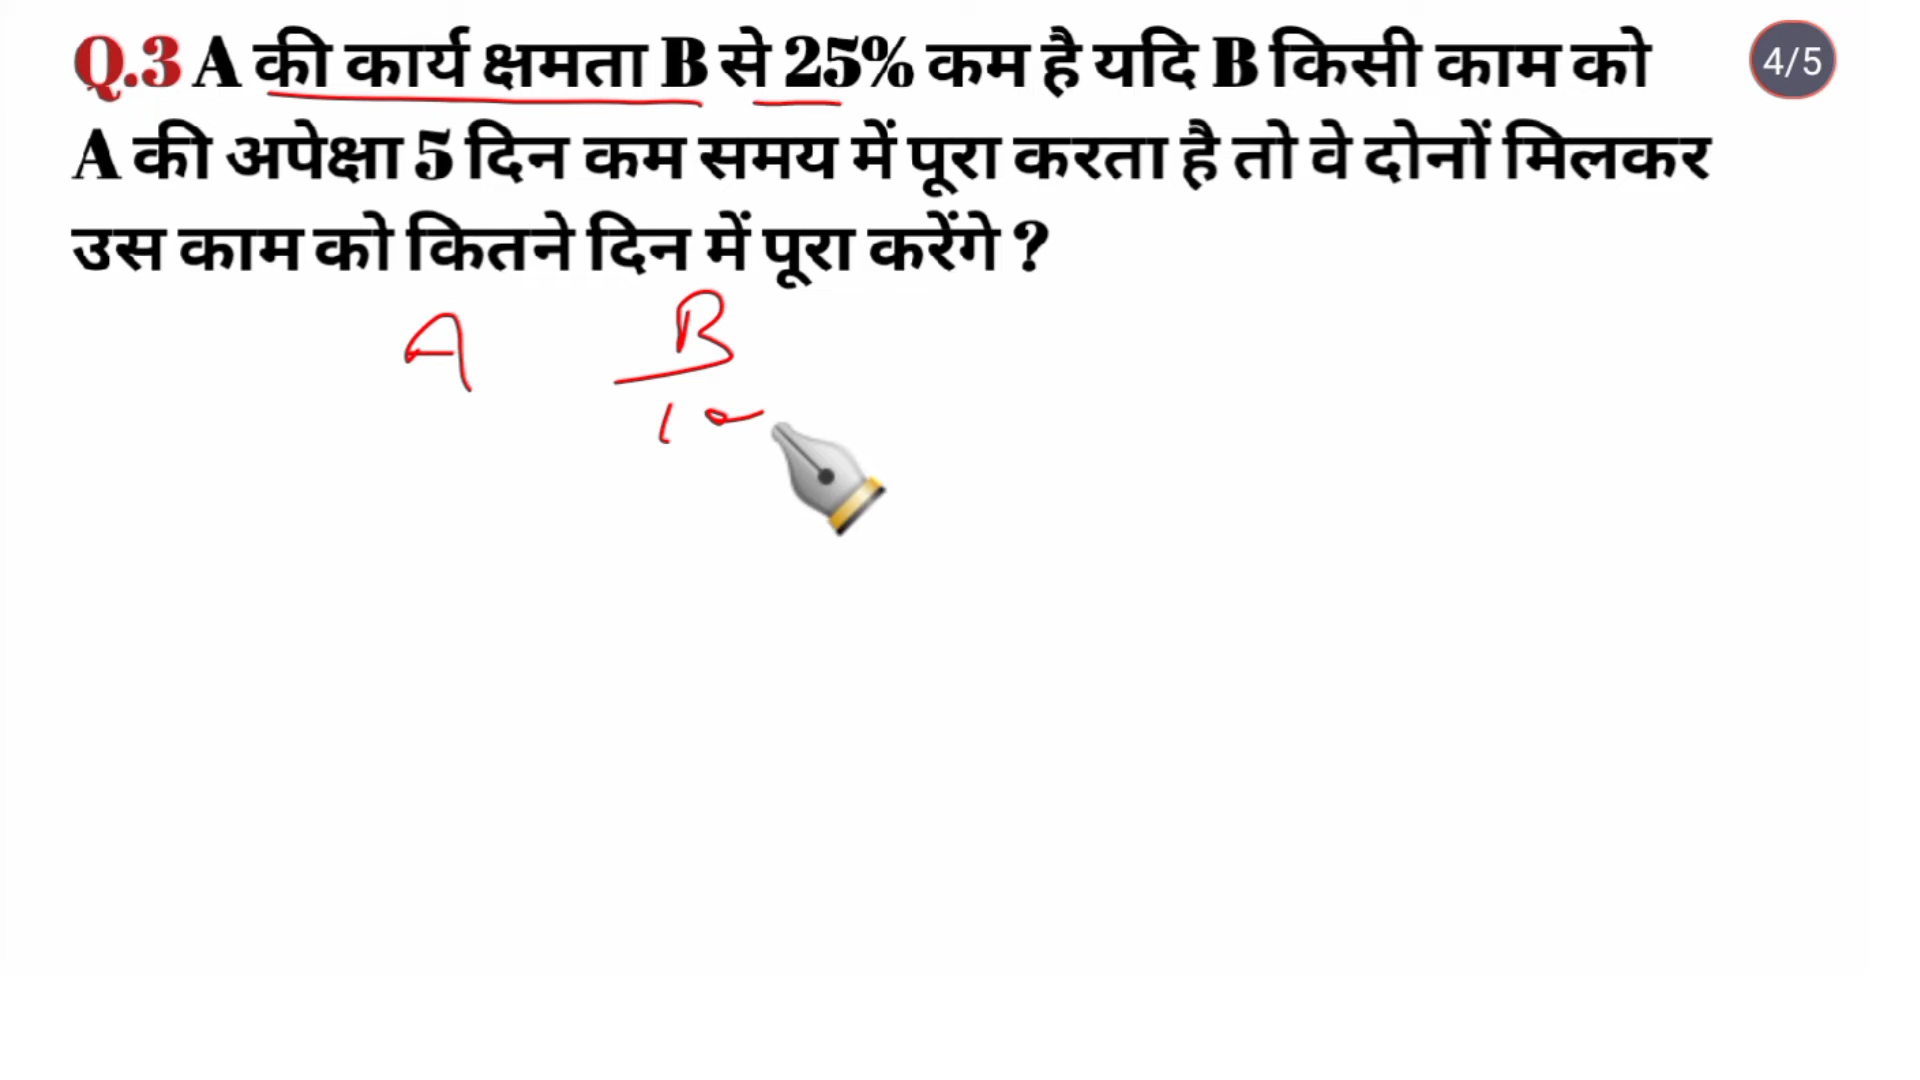 Q.3 A की कार्य क्षमता B से 25% कम है यदि B किसी काम को
4/5
A की अपेक्षा 5 दिन कम समय में पूरा करता है तो वे दोनों मिलकर
उस काम को कितने दिन में पूरा करेंगे ?
A B